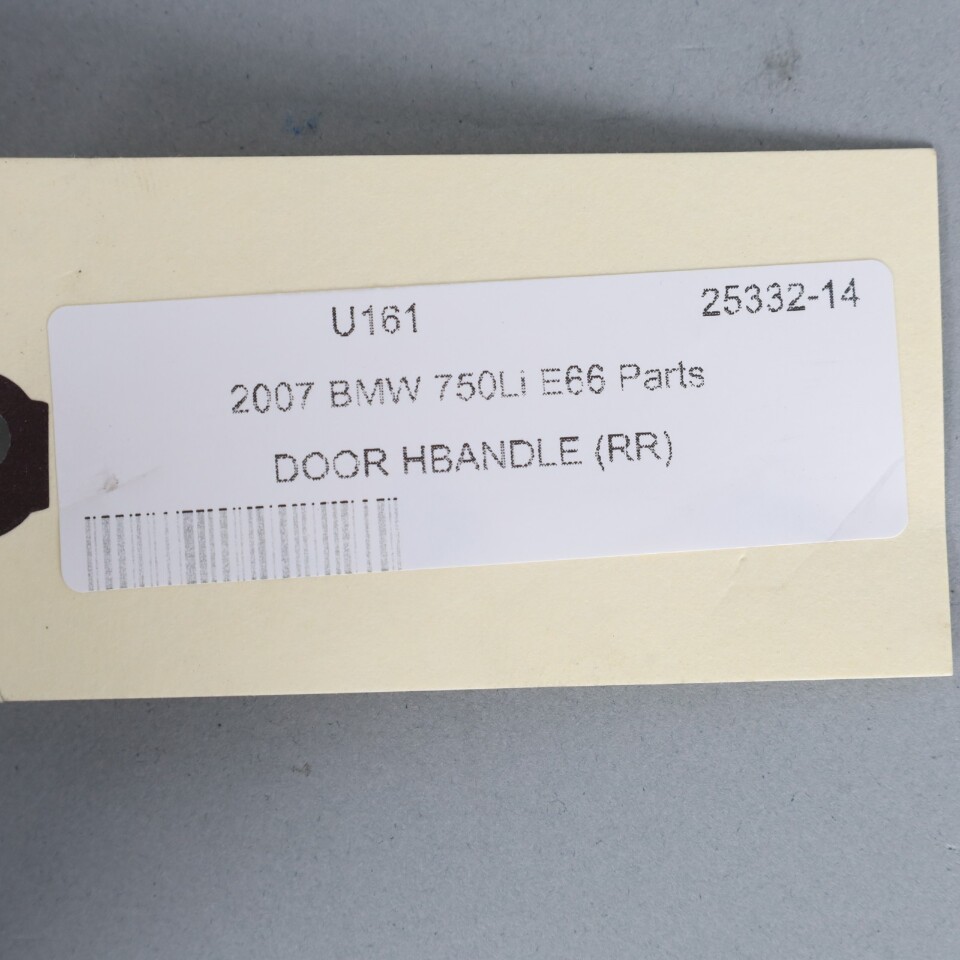 U161 25332-14
2007 BMW 750Li E66 Parts
DOOR HBANDLE (RR)